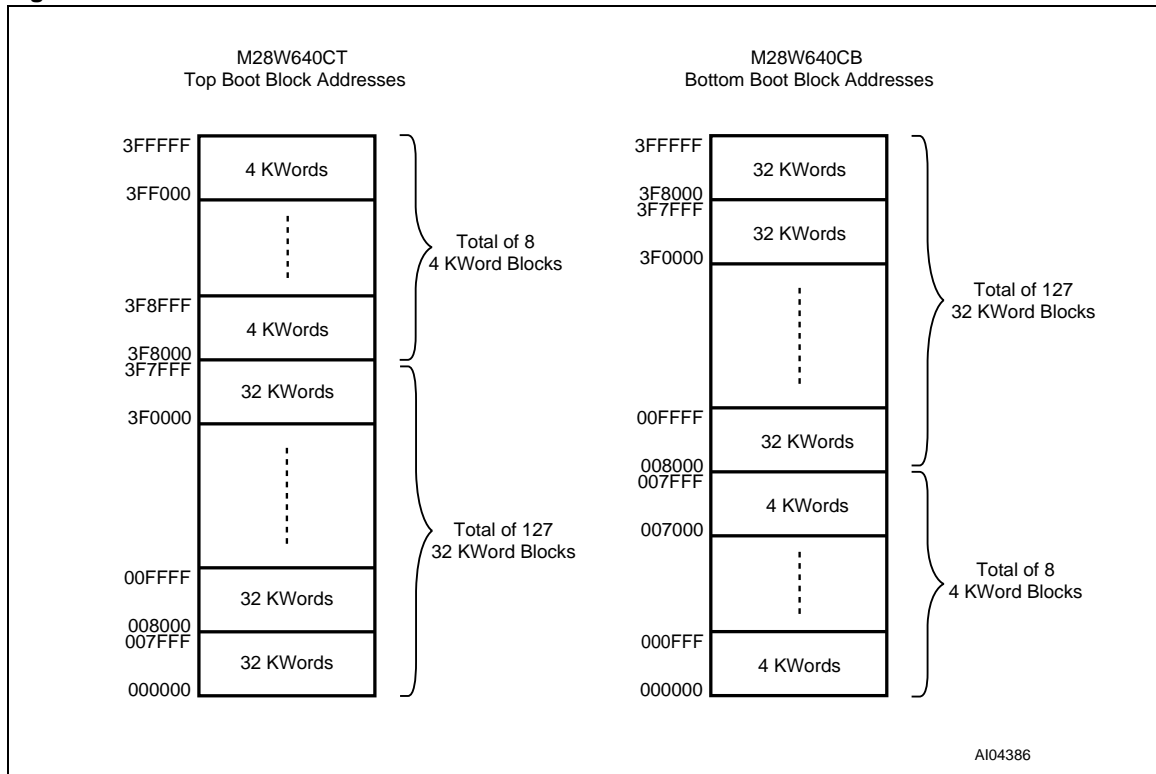 M28W640CT
Top Boot Block Addresses
3FFFFF
4 KWords
3FF000
Total of 8
4 KWord Blocks
3F8FFF
4 KWords
3F8000
3F7FFF
32 KWords
3F0000
Total of 127
32 KWord Blocks
00FFFF
32 KWords
008000
007FFF
32 KWords
000000
M28W640CB
Bottom Boot Block Addresses
3FFFFF
32 KWords
3F8000
3F7FFF
32 KWords
3F0000
Total of 127
32 KWord Blocks
00FFFF
32 KWords
008000
007FFF
4 KWords
007000
Total of 8
4 KWord Blocks
000FFF
4 KWords
000000
AI04386